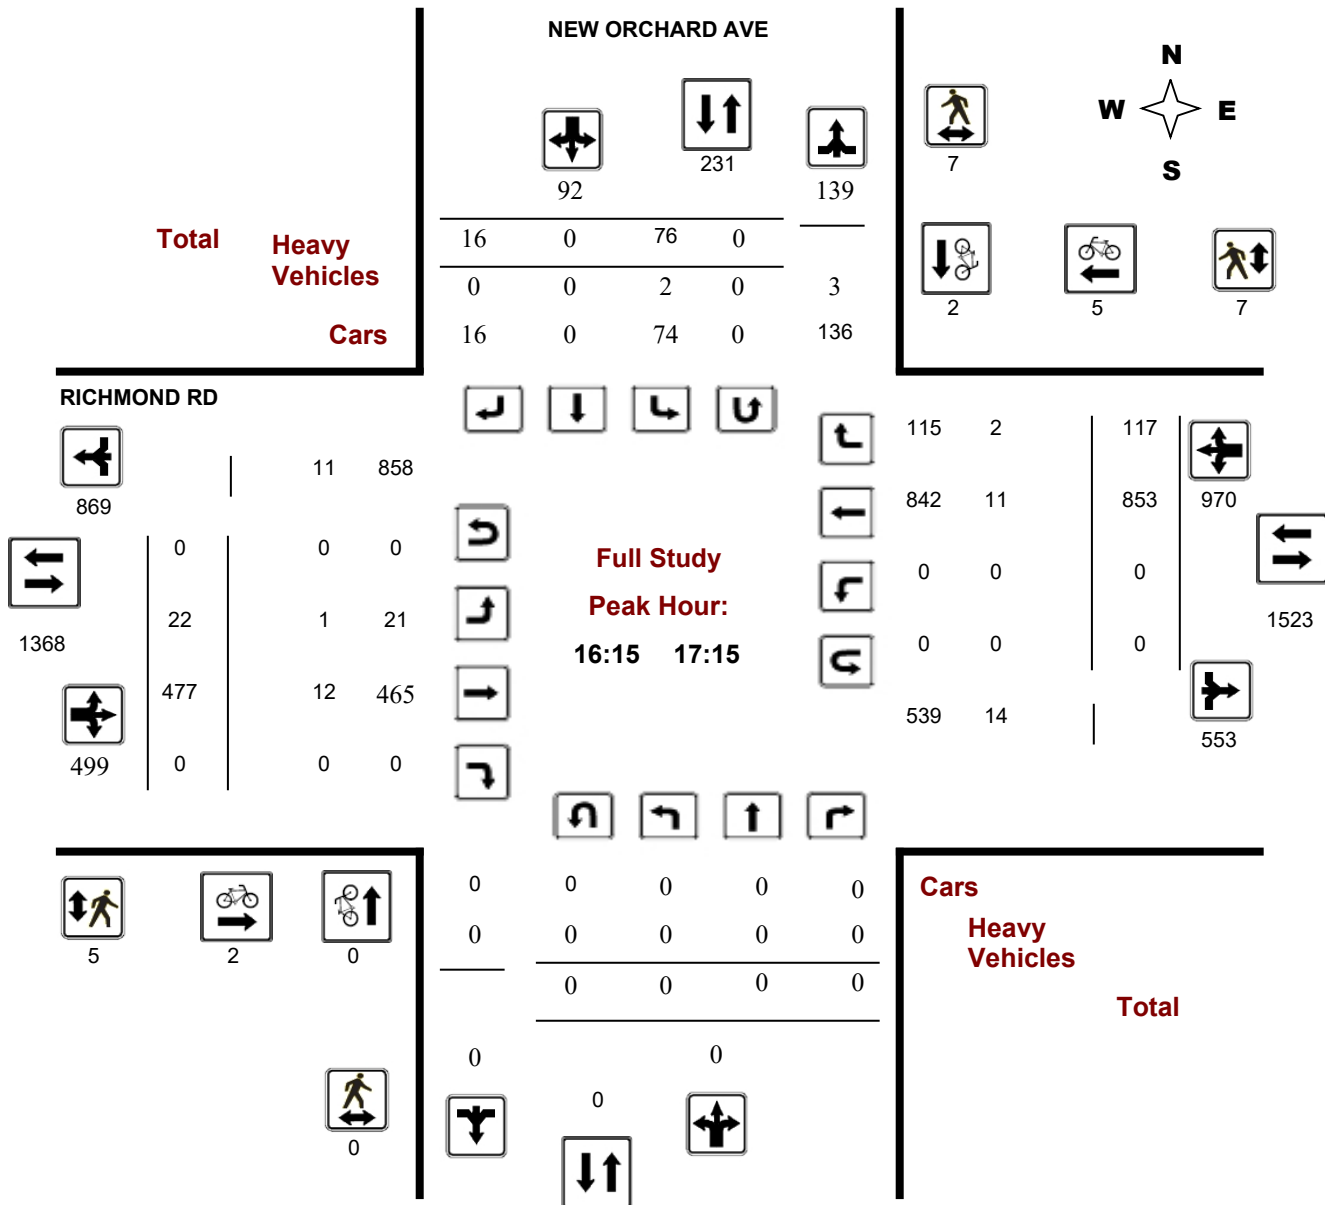 NEW ORCHARD AVE
N
W E
S
92
231
139
7
Total
Heavy
Vehicles
Cars
16 0 76 0
0 0 2 0 3
16 0 74 0 136
2 5 7
RICHMOND RD
869
11 858
0 0 0
22 1 21
1368
477 12 465
499
0 0 0
Full Study
Peak Hour:
16:15 17:15
115 2 117
842 11 853 970
0 0 0
0 0 0
1523
539 14
553
5 2 0
0
0 0 0 0 0
0 0 0 0 0
0 0 0 0
0 0
0
Cars
Heavy
Vehicles
Total